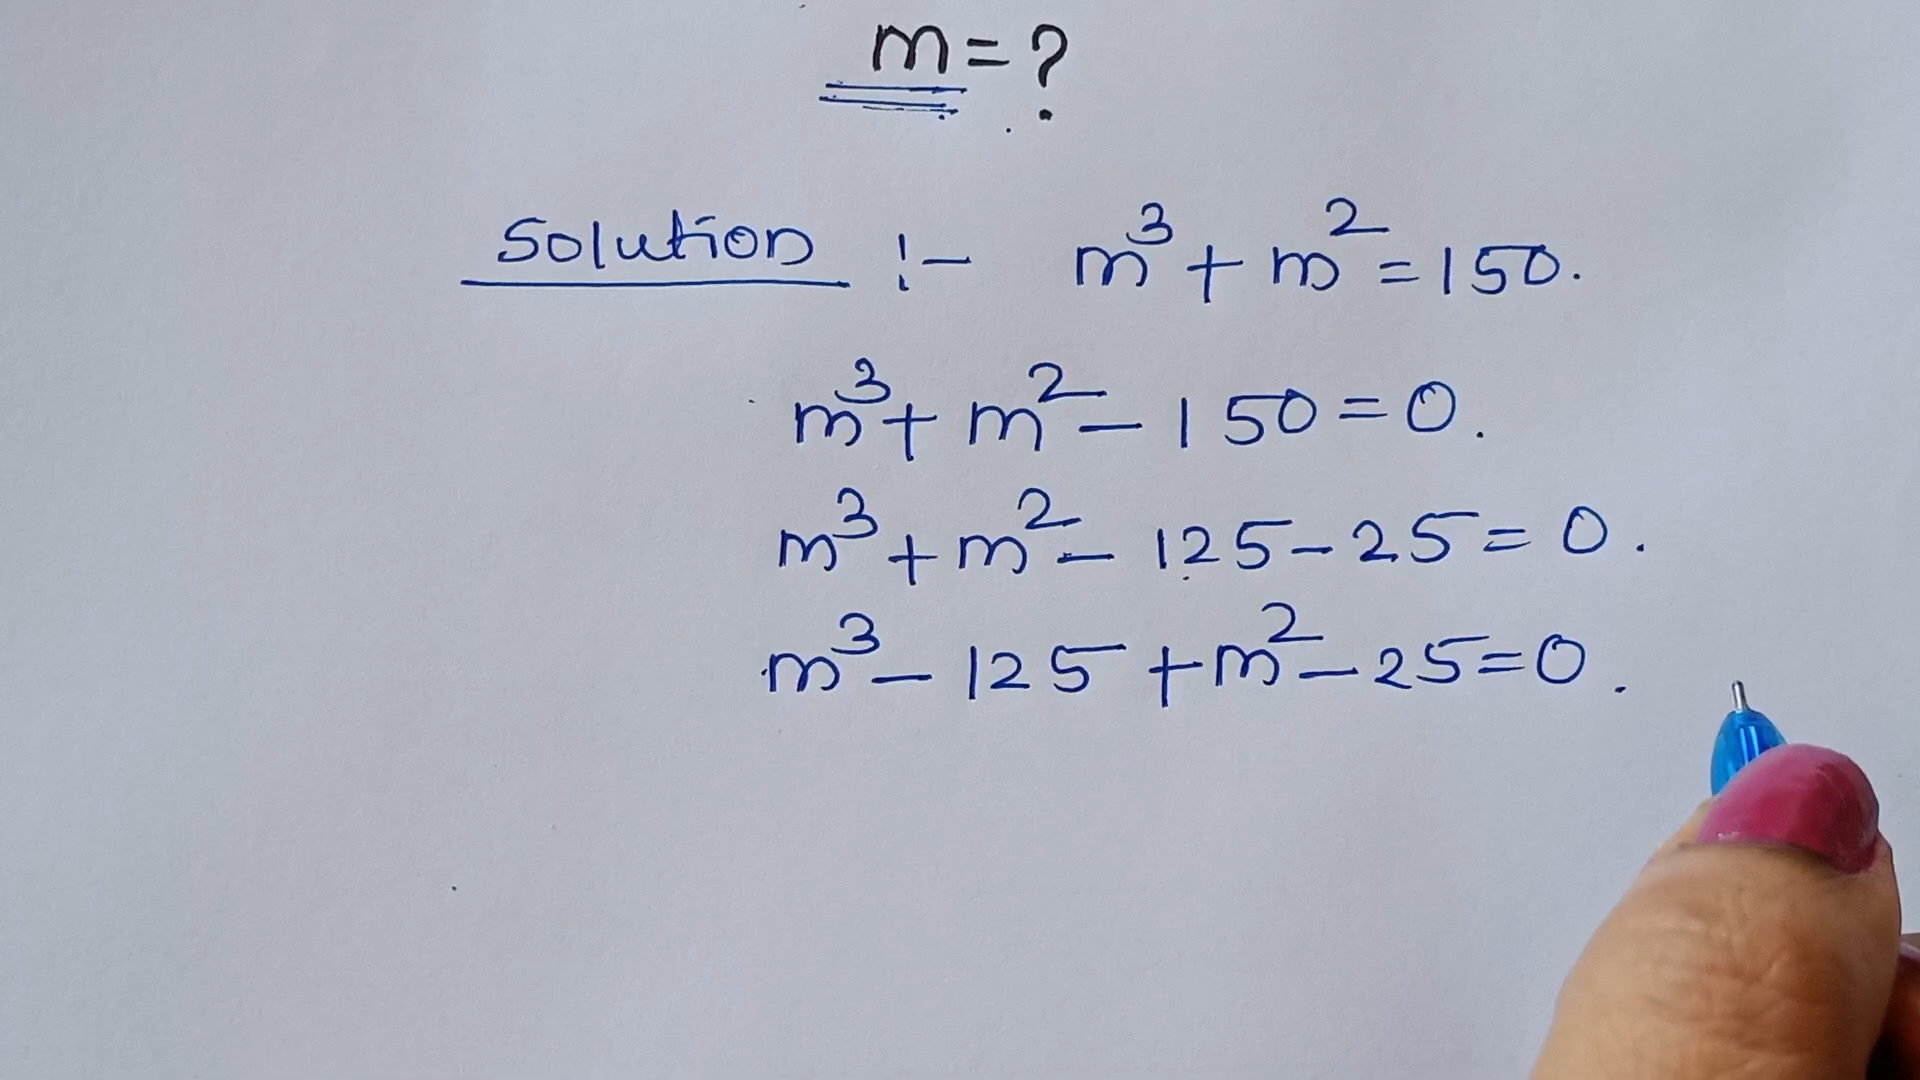 m=?
Solution :- m³+m²=150.
m³+m²-150=0.
m³+m²-125-25=0.
m³-125+m²-25=0.